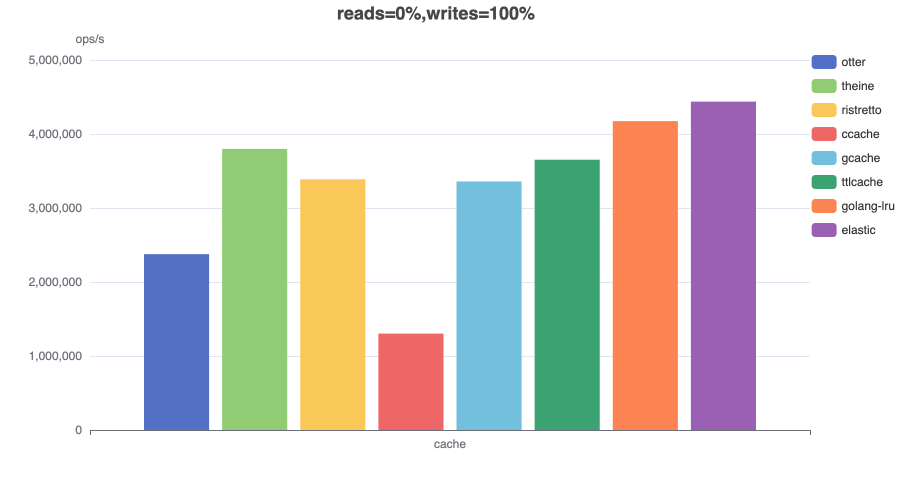 reads=0%,writes=100%
ops/s
5,000,000
4,000,000
3,000,000
2,000,000
1,000,000
0
cache
otter
theine
ristretto
ccache
gcache
ttlcache
golang-lru
elastic